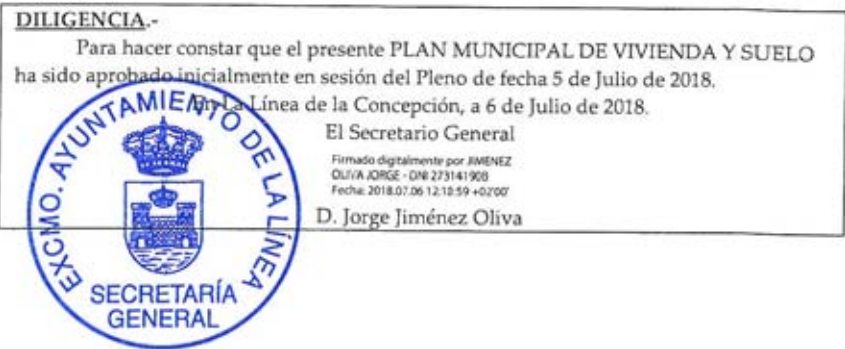 DILIGENCIA.-
Para hacer constar que el presente PLAN MUNICIPAL DE VIVIENDA Y SUELO
ha sido aprobado inicialmente en sesión del Pleno de fecha 5 de Julio de 2018.
En La Línea de la Concepción, a 6 de Julio de 2018.
El Secretario General
Firmado digitalmente por JIMENEZ
OLIVA JORGE - DNI 27314190B
Fecha: 2018.07.06 12:18:59 +02'00'
D. Jorge Jiménez Oliva
EXCMO. AYUNTAMIENTO DE LA LÍNEA
SECRETARÍA
GENERAL